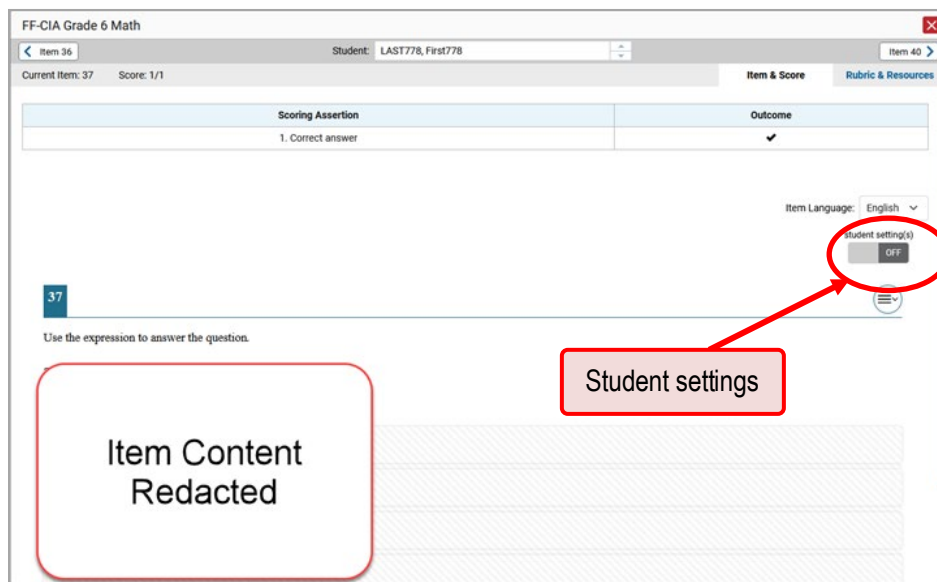 FF-CIA Grade 6 Math
Item 36
Student: LAST778, First778
Item 40
Current Item: 37 Score: 1/1
Item & Score
Rubric & Resources
Scoring Assertion
Outcome
1. Correct answer
Item Language: English
student setting(s)
OFF
37
Use the expression to answer the question.
Student settings
Item Content
Redacted